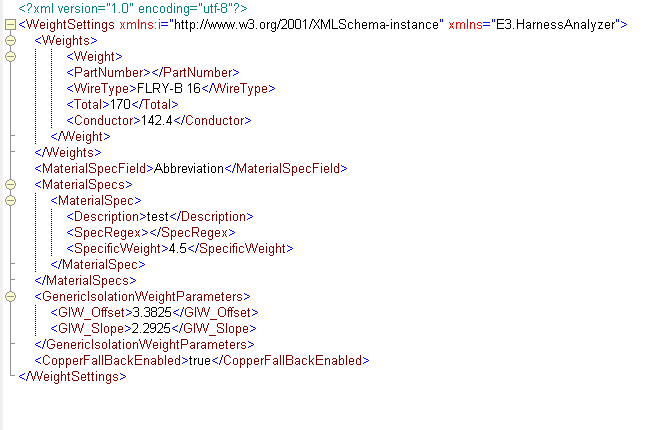 <?xml version="1.0" encoding="utf-8"?>
<WeightSettings xmlns:i="http://www.w3.org/2001/XMLSchema-instance" xmlns="E3.HarnessAnalyzer">
<Weights>
<Weight>
<PartNumber></PartNumber>
<WireType>FLRY-B 16</WireType>
<Total>170</Total>
<Conductor>142.4</Conductor>
</Weight>
</Weights>
<MaterialSpecField>Abbreviation</MaterialSpecField>
<MaterialSpecs>
<MaterialSpec>
<Description>test</Description>
<SpecRegex></SpecRegex>
<SpecificWeight>4.5</SpecificWeight>
</MaterialSpec>
</MaterialSpecs>
<GenericIsolationWeightParameters>
<GIW_Offset>3.3825</GIW_Offset>
<GIW_Slope>2.2925</GIW_Slope>
</GenericIsolationWeightParameters>
<CopperFallBackEnabled>true</CopperFallBackEnabled>
</WeightSettings>